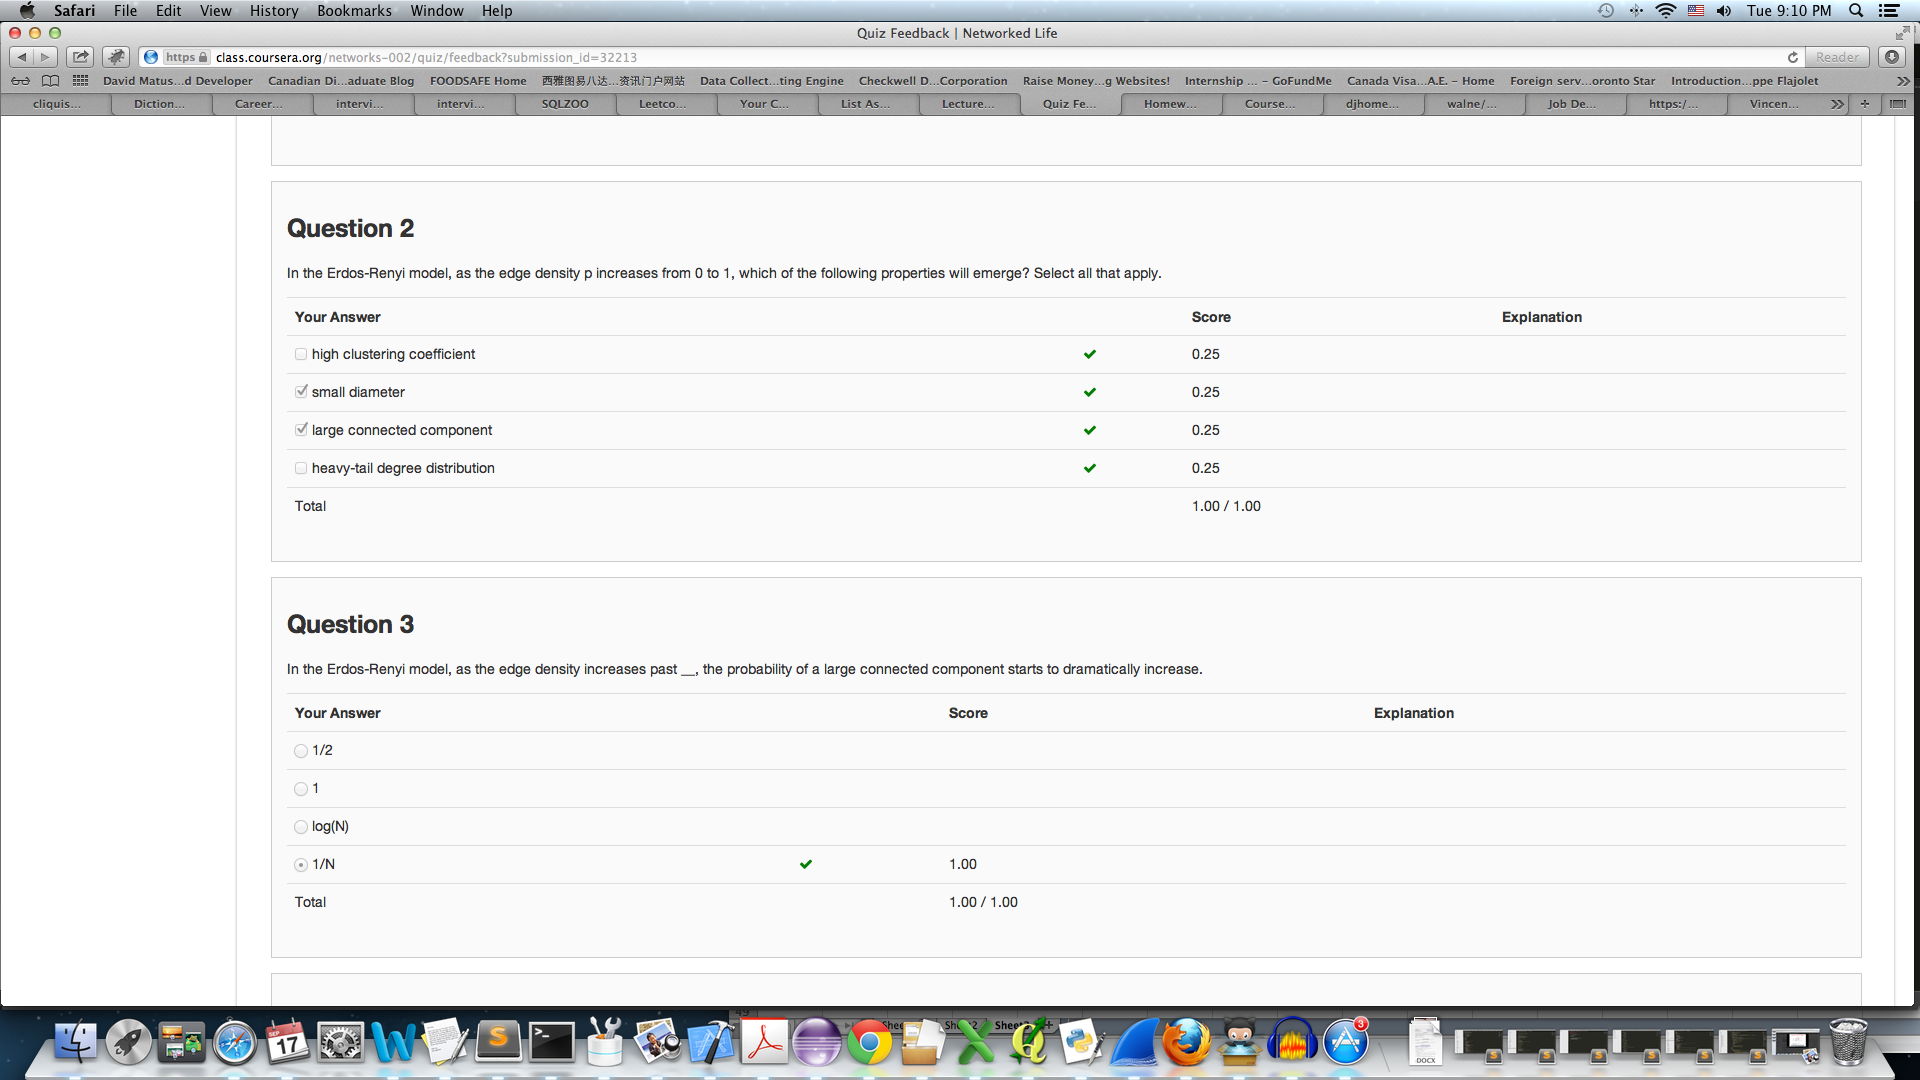 Safari File Edit View History Bookmarks Window Help Tue 9:10 PM
Quiz Feedback | Networked Life
https class.coursera.org/networks-002/quiz/feedback?submission_id=32213 Reader
David Matus...d Developer Canadian Di...aduate Blog FOODSAFE Home 西雅图易八达...资讯门户网站 Data Collect...ting Engine Checkwell D...Corporation Raise Money...g Websites! Internship ... – GoFundMe Canada Visa...A.E. – Home Foreign serv...oronto Star Introduction...ppe Flajolet
cliquis... Diction... Career... intervi... intervi... SQLZOO Leetco... Your C... List As... Lecture... Quiz Fe... Homew... Course... djhome... walne/... Job De... https:/... Vincen...
Question 2
In the Erdos-Renyi model, as the edge density p increases from 0 to 1, which of the following properties will emerge? Select all that apply.
Your Answer Score Explanation
high clustering coefficient 0.25
small diameter 0.25
large connected component 0.25
heavy-tail degree distribution 0.25
Total 1.00 / 1.00
Question 3
In the Erdos-Renyi model, as the edge density increases past __, the probability of a large connected component starts to dramatically increase.
Your Answer Score Explanation
1/2
1
log(N)
1/N 1.00
Total 1.00 / 1.00
SEP
17
3
DOCX